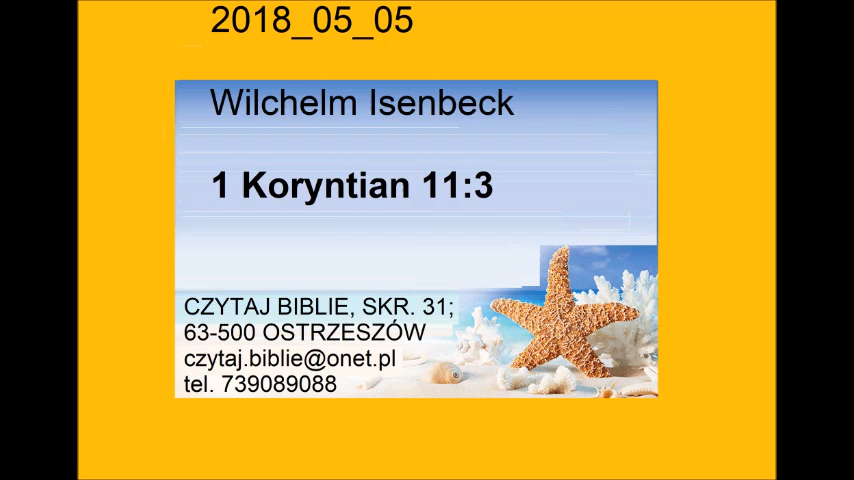 2018_05_05
Wilchelm Isenbeck
1 Koryntian 11:3
CZYTAJ BIBLIE, SKR. 31;
63-500 OSTRZESZÓW
czytaj.biblie@onet.pl
tel. 739089088